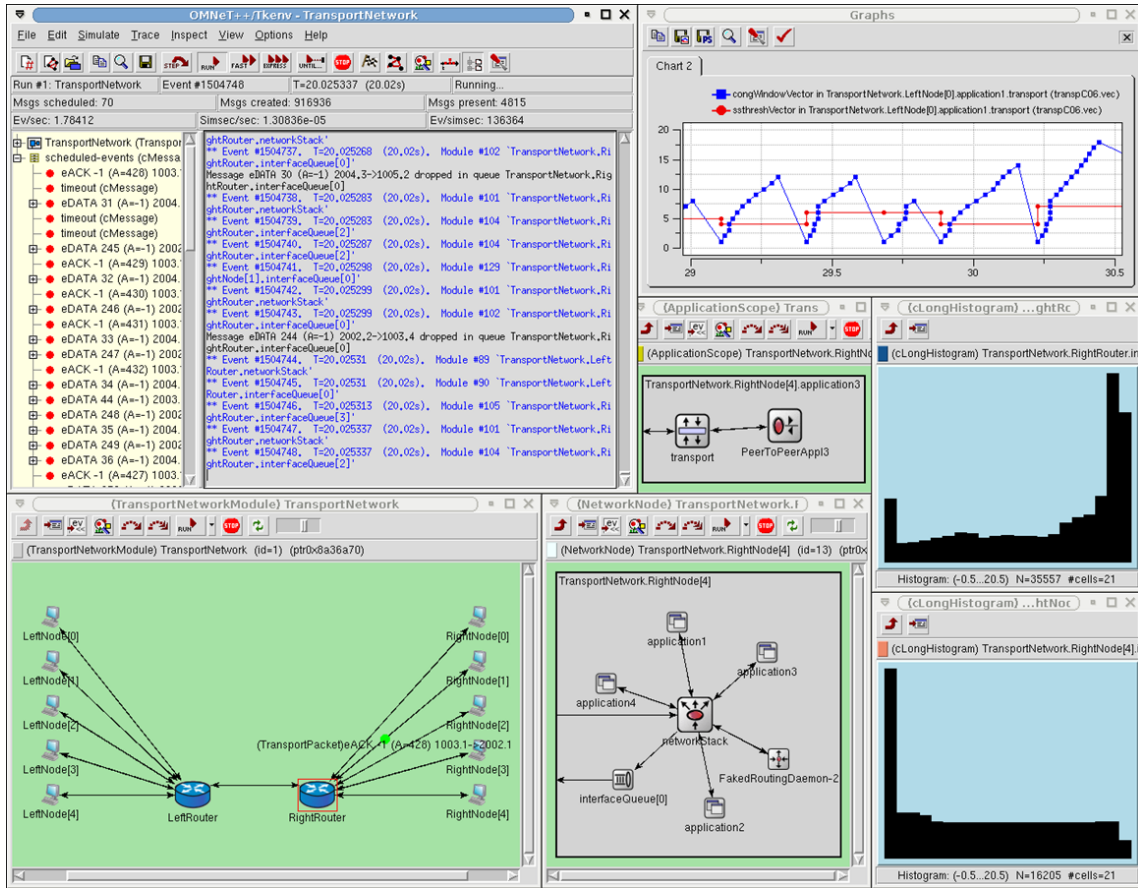 OMNeT++/Tkenv - TransportNetwork
File Edit Simulate Trace Inspect View Options Help
STEP RUN FAST EXPRESS UNTIL... STOP
Run #1: TransportNetwork Event #1504748 T=20.025337 (20.02s) Running...
Msgs scheduled: 70 Msgs created: 916936 Msgs present: 4815
Ev/sec: 1.78412 Simsec/sec: 1.30836e-05 Ev/simsec: 136364
TransportNetwork (Transpor
scheduled-events (cMessa
eACK -1 (A=428) 1003.
timeout (cMessage)
eDATA 31 (A=-1) 2004.
timeout (cMessage)
timeout (cMessage)
eDATA 245 (A=-1) 2002
eACK -1 (A=429) 1003.
eDATA 32 (A=-1) 2004.
eACK -1 (A=430) 1003.
eDATA 246 (A=-1) 2002
eACK -1 (A=431) 1003.
eDATA 33 (A=-1) 2004.
eDATA 247 (A=-1) 2002
eACK -1 (A=432) 1003.
eDATA 34 (A=-1) 2004.
eDATA 44 (A=-1) 2003
eDATA 248 (A=-1) 2002
eDATA 35 (A=-1) 2004.
eDATA 249 (A=-1) 2002
eDATA 36 (A=-1) 2004.
eACK -1 (A=427) 1003.
ghtRouter.networkStack'
** Event #1504737. T=20.025268 (20.02s). Module #102 `TransportNetwork.Ri
ghtRouter.interfaceQueue[0]'
Message eDATA 30 (A=-1) 2004.3->1005.2 dropped in queue TransportNetwork.Rig
htRouter.interfaceQueue[0]
** Event #1504738. T=20.025283 (20.02s). Module #101 `TransportNetwork.Ri
ghtRouter.networkStack'
** Event #1504739. T=20.025283 (20.02s). Module #104 `TransportNetwork.Ri
ghtRouter.interfaceQueue[2]'
** Event #1504740. T=20.025287 (20.02s). Module #104 `TransportNetwork.Ri
ghtRouter.interfaceQueue[2]'
** Event #1504741. T=20.025298 (20.02s). Module #129 `TransportNetwork.Ri
ghtNode[1].interfaceQueue[0]'
** Event #1504742. T=20.025299 (20.02s). Module #101 `TransportNetwork.Ri
ghtRouter.networkStack'
** Event #1504743. T=20.025299 (20.02s). Module #102 `TransportNetwork.Ri
ghtRouter.interfaceQueue[0]'
Message eDATA 244 (A=-1) 2002.2->1003.4 dropped in queue TransportNetwork.Ri
ghtRouter.interfaceQueue[0]
** Event #1504744. T=20.02531 (20.02s). Module #89 `TransportNetwork.Left
Router.networkStack'
** Event #1504745. T=20.02531 (20.02s). Module #90 `TransportNetwork.Left
Router.interfaceQueue[0]'
** Event #1504746. T=20.025313 (20.02s). Module #105 `TransportNetwork.Ri
ghtRouter.interfaceQueue[3]'
** Event #1504747. T=20.025337 (20.02s). Module #101 `TransportNetwork.Ri
ghtRouter.networkStack'
** Event #1504748. T=20.025337 (20.02s). Module #104 `TransportNetwork.Ri
ghtRouter.interfaceQueue[2]'
Graphs
Chart 2
congWindowVector in TransportNetwork.LeftNode[0].application1.transport (transpC06.vec)
ssthreshVector in TransportNetwork.LeftNode[0].application1.transport (transpC06.vec)
20
15
10
5
0
29 29.5 30 30.5
(ApplicationScope) Trans
RUN STOP
(ApplicationScope) TransportNetwork.RightNo
TransportNetwork.RightNode[4].application3
transport PeerToPeerAppl3
(cLongHistogram) ...ghtRo
(cLongHistogram) TransportNetwork.RightRouter.in
Histogram: (-0.5...20.5) N=35557 #cells=21
(TransportNetworkModule) TransportNetwork
RUN STOP
(TransportNetworkModule) TransportNetwork (id=1) (ptr0x8a36a70)
LeftNode[0] RightNode[0]
LeftNode[1] RightNode[1]
LeftNode[2] RightNode[2]
(TransportPacket)eACK -1 (A=428) 1003.1->2002.1
LeftNode[3] RightNode[3]
LeftNode[4] RightNode[4]
LeftRouter RightRouter
(NetworkNode) TransportNetwork.F
RUN STOP
(NetworkNode) TransportNetwork.RightNode[4] (id=13) (ptr0x
TransportNetwork.RightNode[4]
application1
application3
application4
networkStack
FakedRoutingDaemon-2
interfaceQueue[0]
application2
(cLongHistogram) ...htNod
(cLongHistogram) TransportNetwork.RightNode[4].i
Histogram: (-0.5...20.5) N=16205 #cells=21